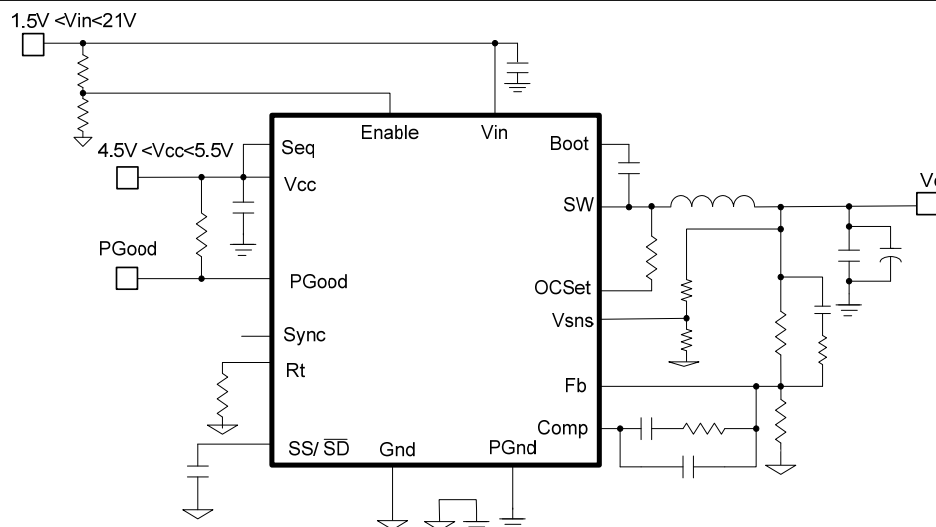 1.5V <Vin<21V
Enable
Vin
4.5V <Vcc<5.5V
Seq
Vcc
Boot
SW
PGood
PGood
OCSet
Vsns
Sync
Rt
Fb
Comp
SS/ SD
Gnd
PGnd